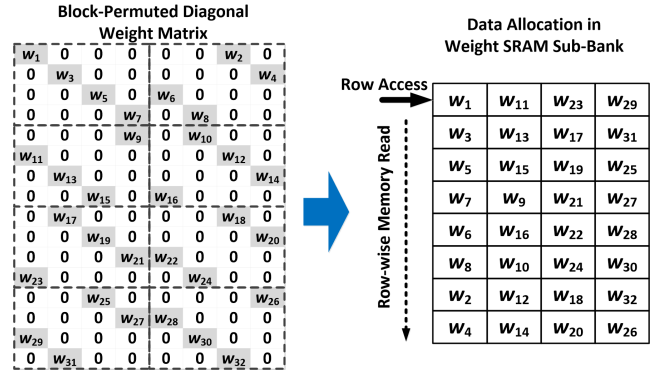 Block-Permuted Diagonal
Weight Matrix
w₁ 0 0 0 0 0 w₂ 0
0 w₃ 0 0 0 0 0 w₄
0 0 w₅ 0 w₆ 0 0 0
0 0 0 w₇ 0 w₈ 0 0
0 0 0 w₉ 0 w₁₀ 0 0
w₁₁ 0 0 0 0 0 w₁₂ 0
0 w₁₃ 0 0 0 0 0 w₁₄
0 0 w₁₅ 0 w₁₆ 0 0 0
0 w₁₇ 0 0 0 0 w₁₈ 0
0 0 w₁₉ 0 0 0 0 w₂₀
0 0 0 w₂₁ w₂₂ 0 0 0
w₂₃ 0 0 0 0 w₂₄ 0 0
0 0 w₂₅ 0 0 0 0 w₂₆
0 0 0 w₂₇ w₂₈ 0 0 0
w₂₉ 0 0 0 0 w₃₀ 0 0
0 w₃₁ 0 0 0 0 w₃₂ 0
Data Allocation in
Weight SRAM Sub-Bank
Row Access
Row-wise Memory Read
w₁ w₁₁ w₂₃ w₂₉
w₃ w₁₃ w₁₇ w₃₁
w₅ w₁₅ w₁₉ w₂₅
w₇ w₉ w₂₁ w₂₇
w₆ w₁₆ w₂₂ w₂₈
w₈ w₁₀ w₂₄ w₃₀
w₂ w₁₂ w₁₈ w₃₂
w₄ w₁₄ w₂₀ w₂₆